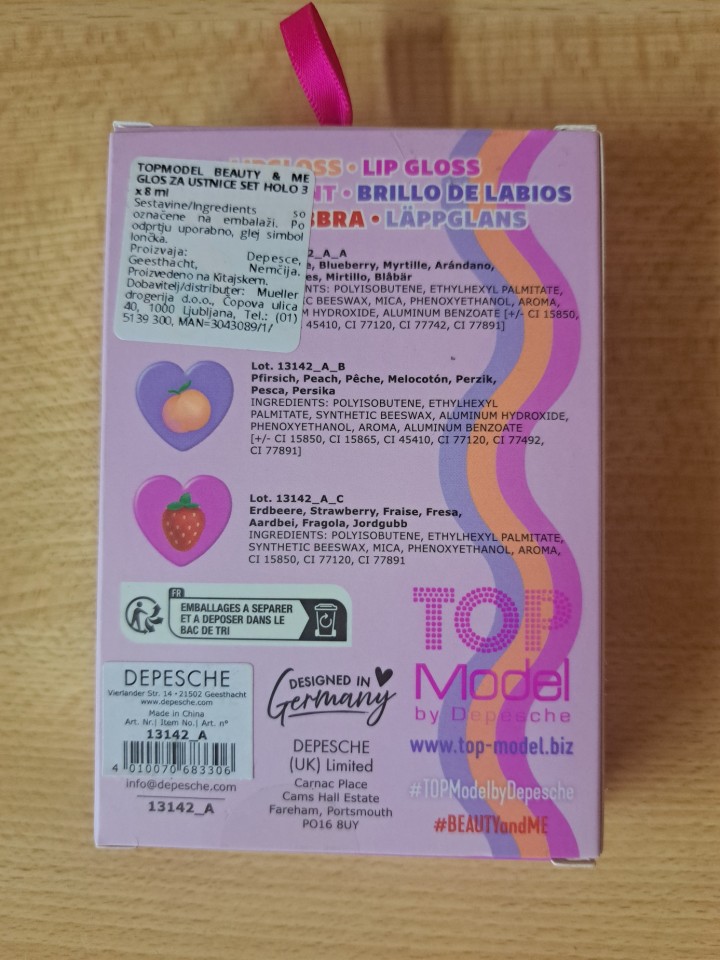 TOPMODEL BEAUTY & ME
GLOS ZA USTNICE SET HOLO 3
x 8 ml
Sestavine/Ingredients so
označene na embalaži. Po
odprtju uporabno, glej simbol
lončka.
Proizvaja: Depesce,
Geesthacht, Nemčija.
Proizvedeno na Kitajskem.
Dobavitelj/distributer: Mueller
drogerija d.o.o., Čopova ulica
40, 1000 Ljubljana, Tel.: (01)
5139 300, MAN=3043089/1/
LIPGLOSS • LIP GLOSS
NT • BRILLO DE LABIOS
BBRA • LÄPPGLANS
2_A_A
e, Blueberry, Myrtille, Arándano,
es, Mirtillo, Blåbär
NTS: POLYISOBUTENE, ETHYLHEXYL PALMITATE,
C BEESWAX, MICA, PHENOXYETHANOL, AROMA,
M HYDROXIDE, ALUMINUM BENZOATE [+/- CI 15850,
45410, CI 77120, CI 77742, CI 77891]
Lot. 13142_A_B
Pfirsich, Peach, Pêche, Melocotón, Perzik,
Pesca, Persika
INGREDIENTS: POLYISOBUTENE, ETHYLHEXYL
PALMITATE, SYNTHETIC BEESWAX, ALUMINUM HYDROXIDE,
PHENOXYETHANOL, AROMA, ALUMINUM BENZOATE
[+/- CI 15850, CI 15865, CI 45410, CI 77120, CI 77492,
CI 77891]
Lot. 13142_A_C
Erdbeere, Strawberry, Fraise, Fresa,
Aardbei, Fragola, Jordgubb
INGREDIENTS: POLYISOBUTENE, ETHYLHEXYL PALMITATE,
SYNTHETIC BEESWAX, MICA, PHENOXYETHANOL, AROMA,
CI 15850, CI 77120, CI 77891
FR
EMBALLAGES A SEPARER
ET A DEPOSER DANS LE
BAC DE TRI
DEPESCHE
Vierlander Str. 14 • 21502 Geesthacht
www.depesche.com
Made in China
Art. Nr.| Item No.| Art. n°
13142_A
4 010070 683306
info@depesche.com
13142_A
DESIGNED IN
Germany
DEPESCHE
(UK) Limited
Carnac Place
Cams Hall Estate
Fareham, Portsmouth
PO16 8UY
TOP
Model
by Depesche
www.top-model.biz
#TOPModelbyDepesche
#BEAUTYandME